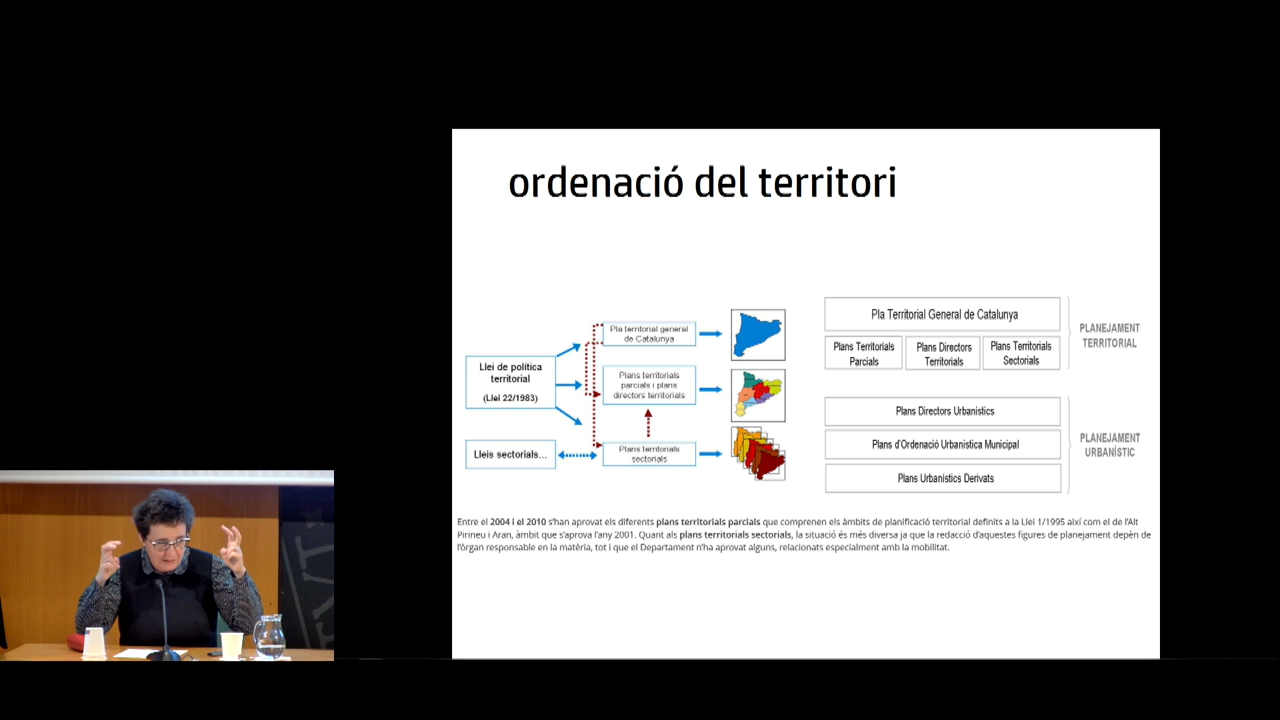 ordenació del territori
Llei de política
territorial
(Llei 22/1983)
Lleis sectorials...
Pla territorial general
de Catalunya
Plans territorials
parcials i plans
directors territorials
Plans territorials
sectorials
Pla Territorial General de Catalunya
Plans Territorials
Parcials
Plans Directors
Territorials
Plans Territorials
Sectorials
PLANEJAMENT
TERRITORIAL
Plans Directors Urbanístics
Plans d'Ordenació Urbanística Municipal
Plans Urbanístics Derivats
PLANEJAMENT
URBANÍSTIC
Entre el 2004 i el 2010 s'han aprovat els diferents plans territorials parcials que comprenen els àmbits de planificació territorial definits a la Llei 1/1995 així com el de l'Alt
Pirineu i Aran, àmbit que s'aprova l'any 2001. Quant als plans territorials sectorials, la situació és més diversa ja que la redacció d'aquestes figures de planejament depèn de
l'òrgan responsable en la matèria, tot i que el Departament n'ha aprovat alguns, relacionats especialment amb la mobilitat.